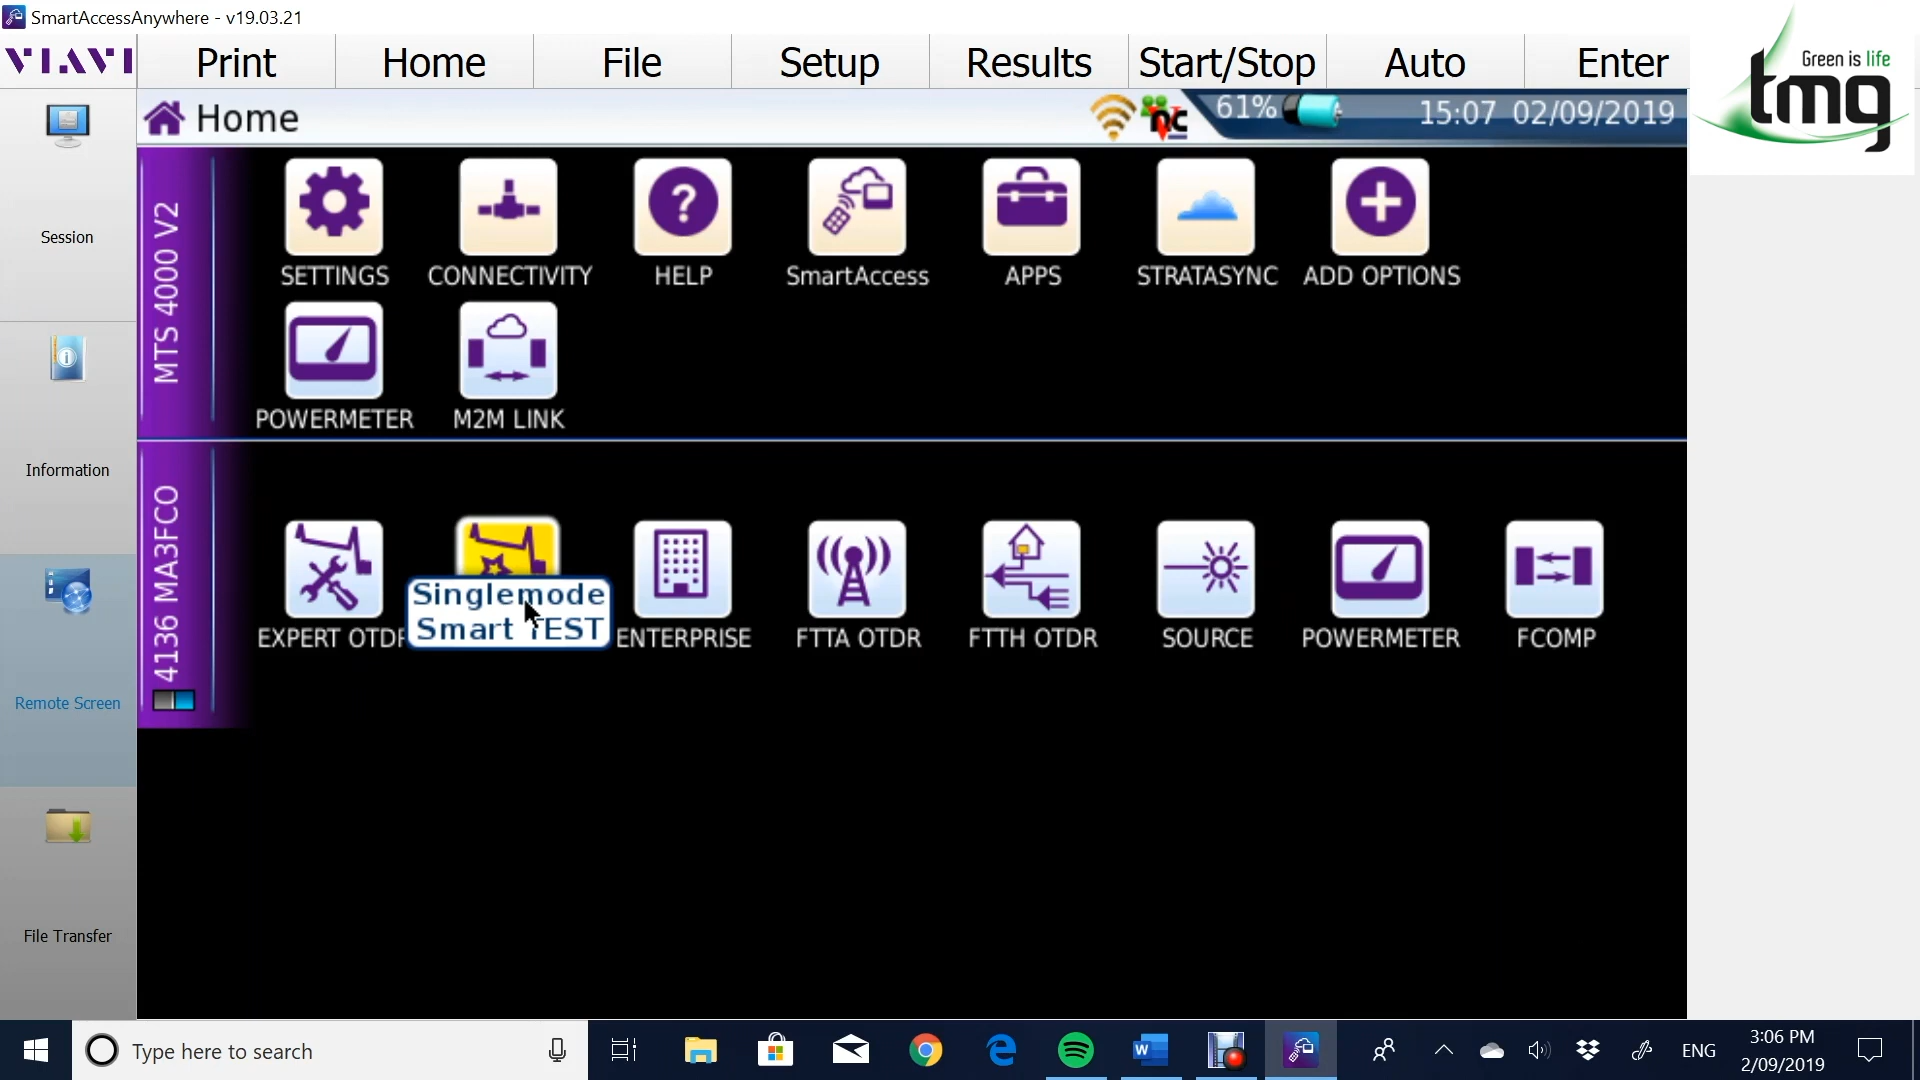 SmartAccessAnywhere - v19.03.21
VIAVI
Print
Home
File
Setup
Results
Start/Stop
Auto
Enter
Green is life
tmg
Home
61%
15:07 02/09/2019
Session
Information
Remote Screen
File Transfer
MTS 4000 V2
SETTINGS
CONNECTIVITY
HELP
SmartAccess
APPS
STRATASYNC
ADD OPTIONS
POWERMETER
M2M LINK
4136 MA3FCO
EXPERT OTDR
Singlemode
Smart TEST
ENTERPRISE
FTTA OTDR
FTTH OTDR
SOURCE
POWERMETER
FCOMP
Type here to search
ENG
3:06 PM
2/09/2019